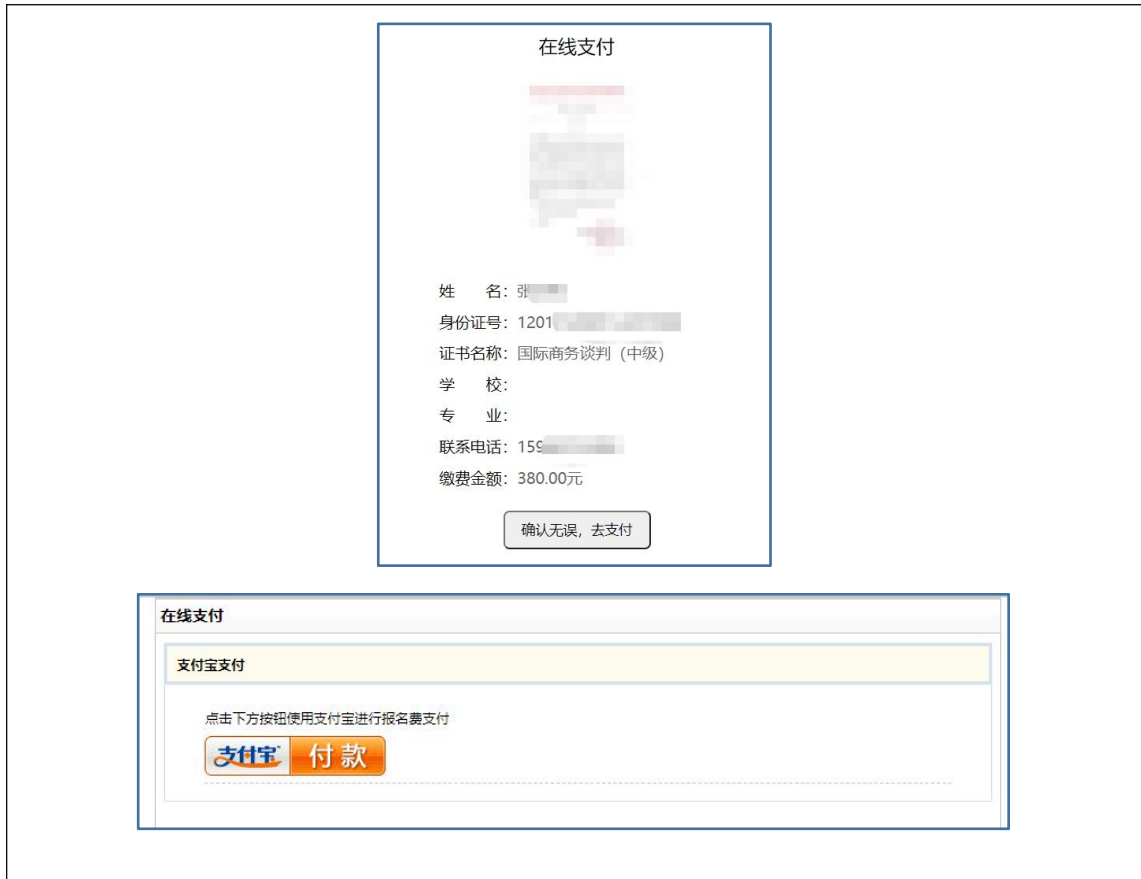 在线支付
姓 名：张
身份证号：1201
证书名称：国际商务谈判（中级）
学 校：
专 业：
联系电话：159
缴费金额：380.00元
确认无误，去支付
在线支付
支付宝支付
点击下方按钮使用支付宝进行报名费支付
支付宝 付 款